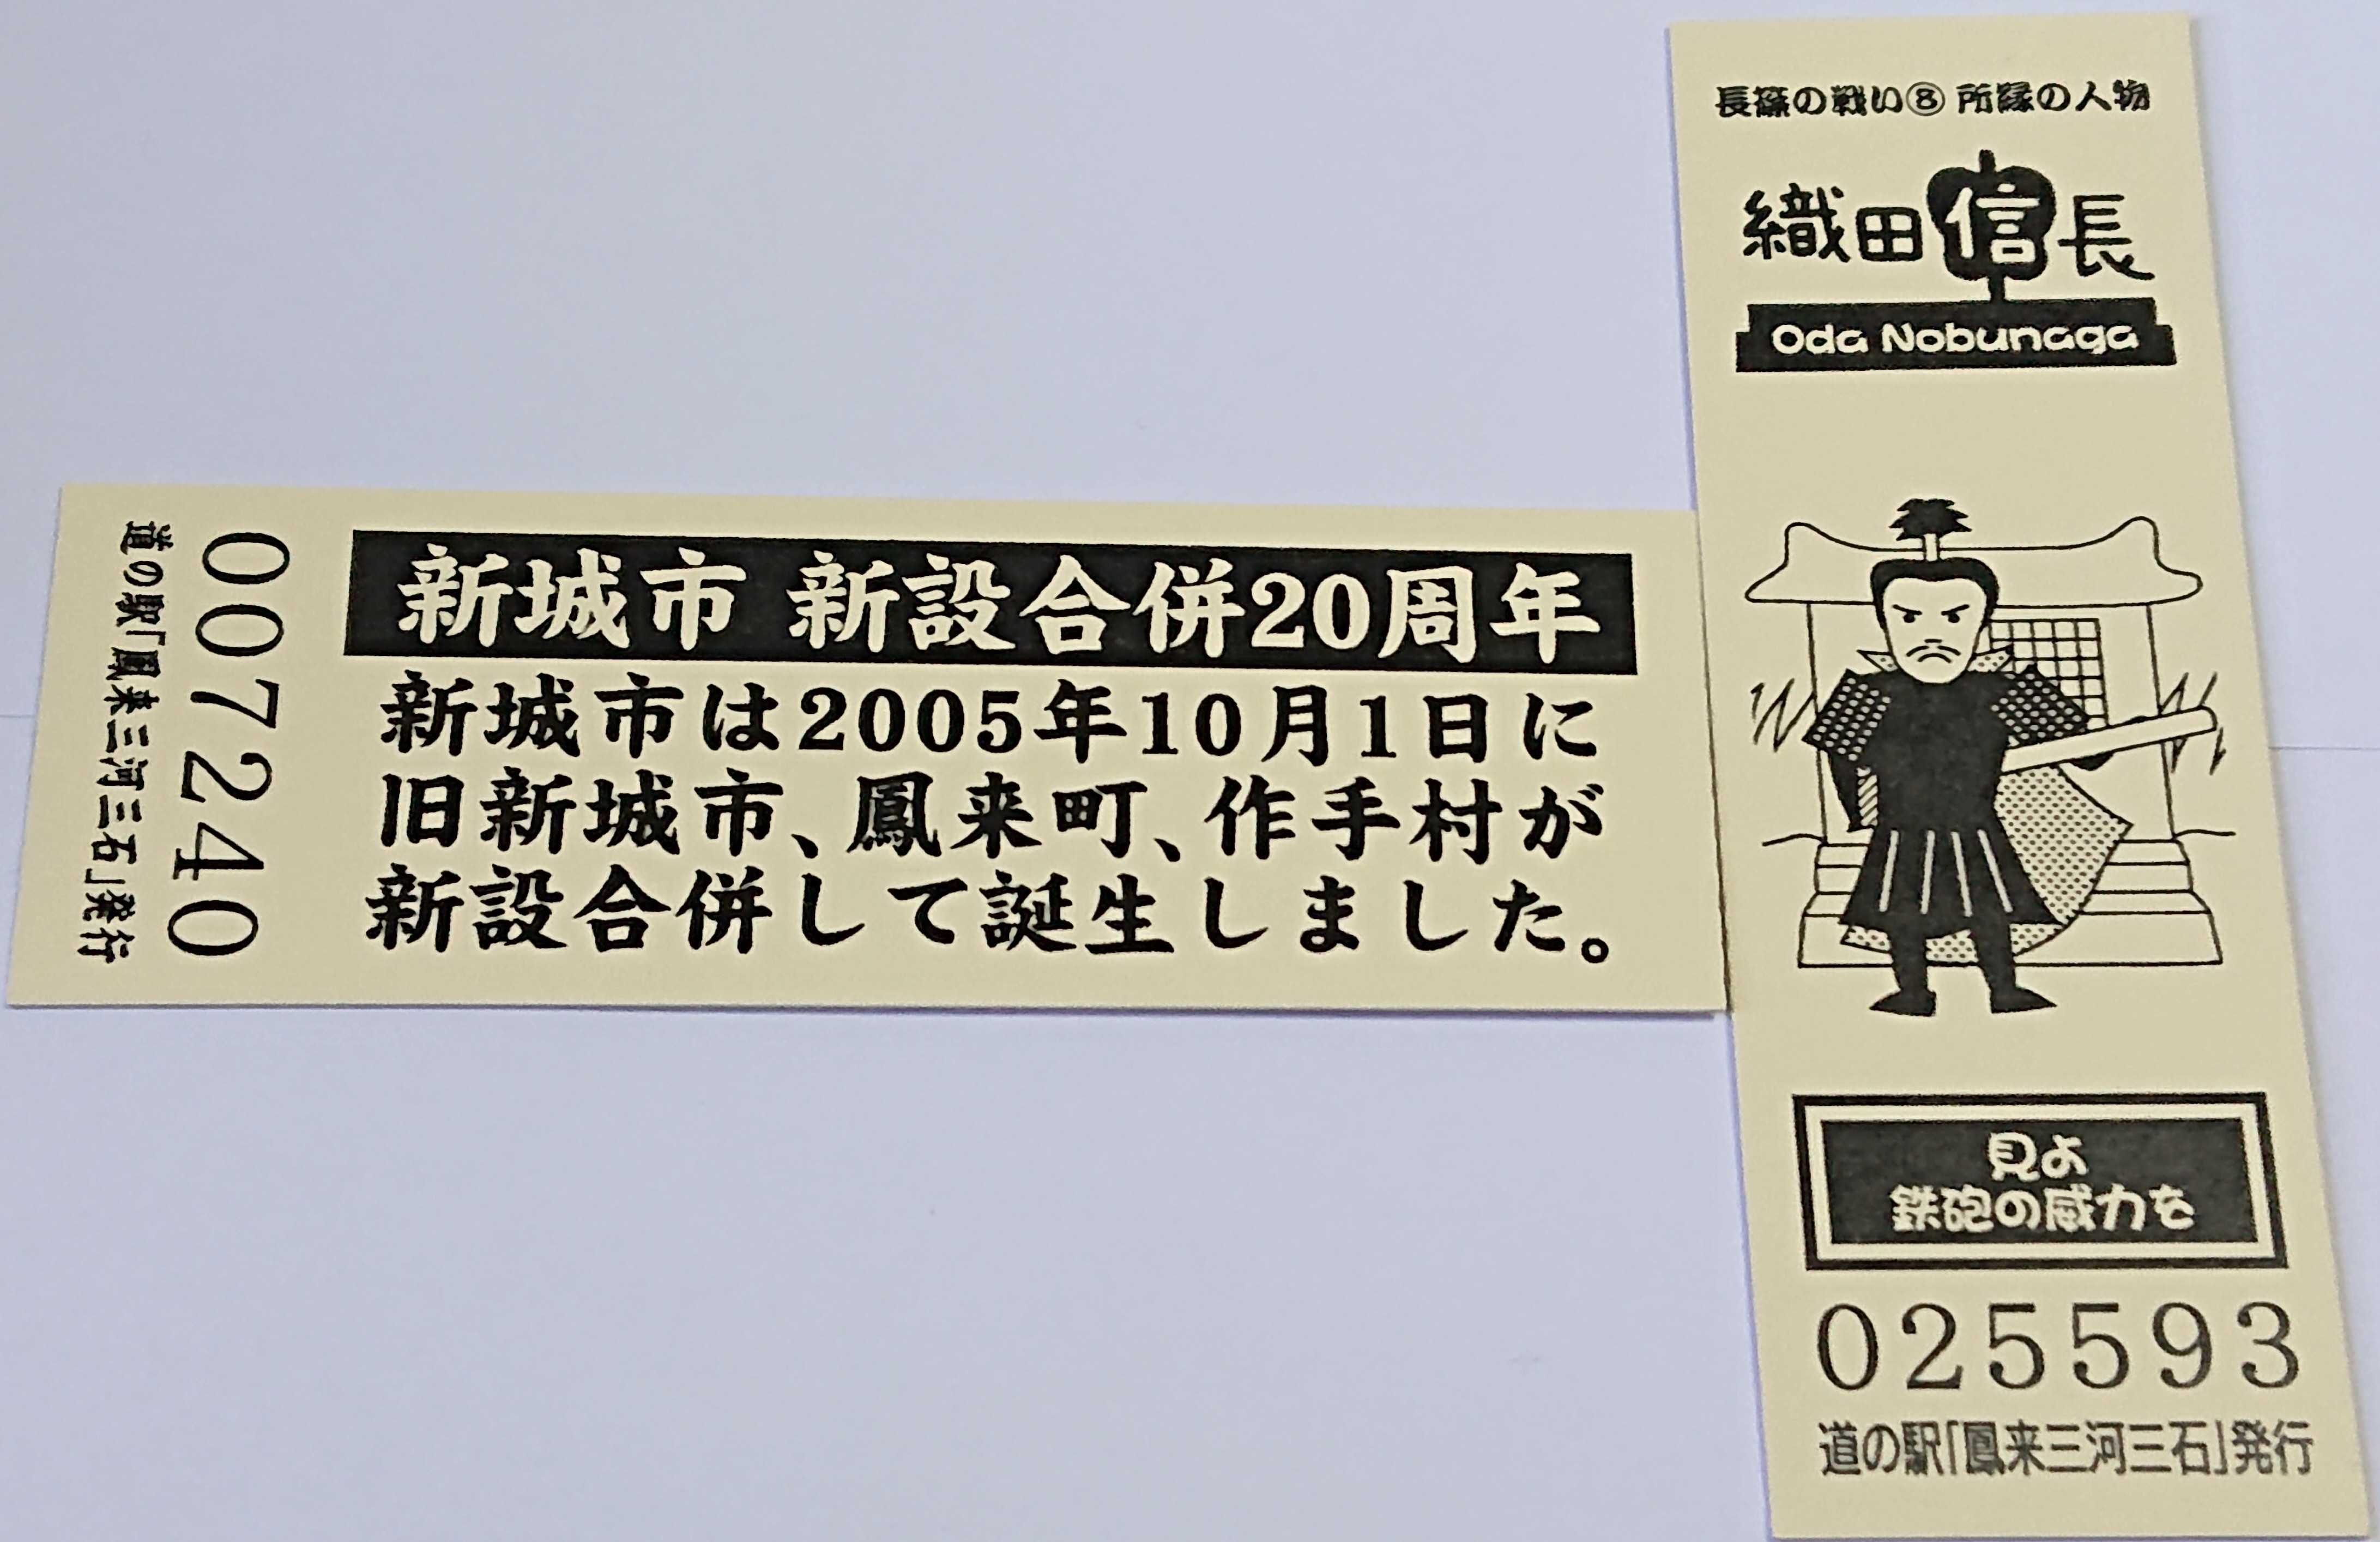 新城市 新設合併20周年
新城市は2005年10月1日に
旧新城市、鳳来町、作手村が
新設合併して誕生しました。
007240
道の駅「鳳来三河三石」発行
長篠の戦い⑧ 所縁の人物
織田信長
Oda Nobunaga
見よ
鉄砲の威力を
025593
道の駅「鳳来三河三石」発行